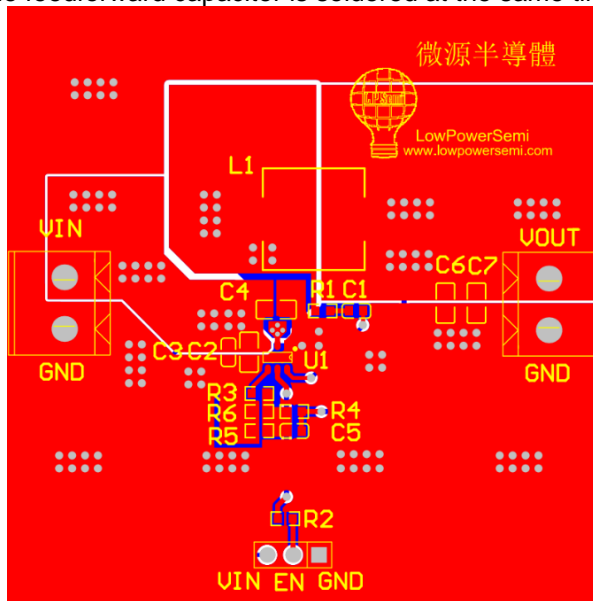 微源半導體
LowPowerSemi
www.lowpowersemi.com
L1
VIN
VOUT
C6 C7
C4
R1 C1
C3 C2
U1
GND
GND
R3
R6
R4
R5
C5
R2
VIN EN GND